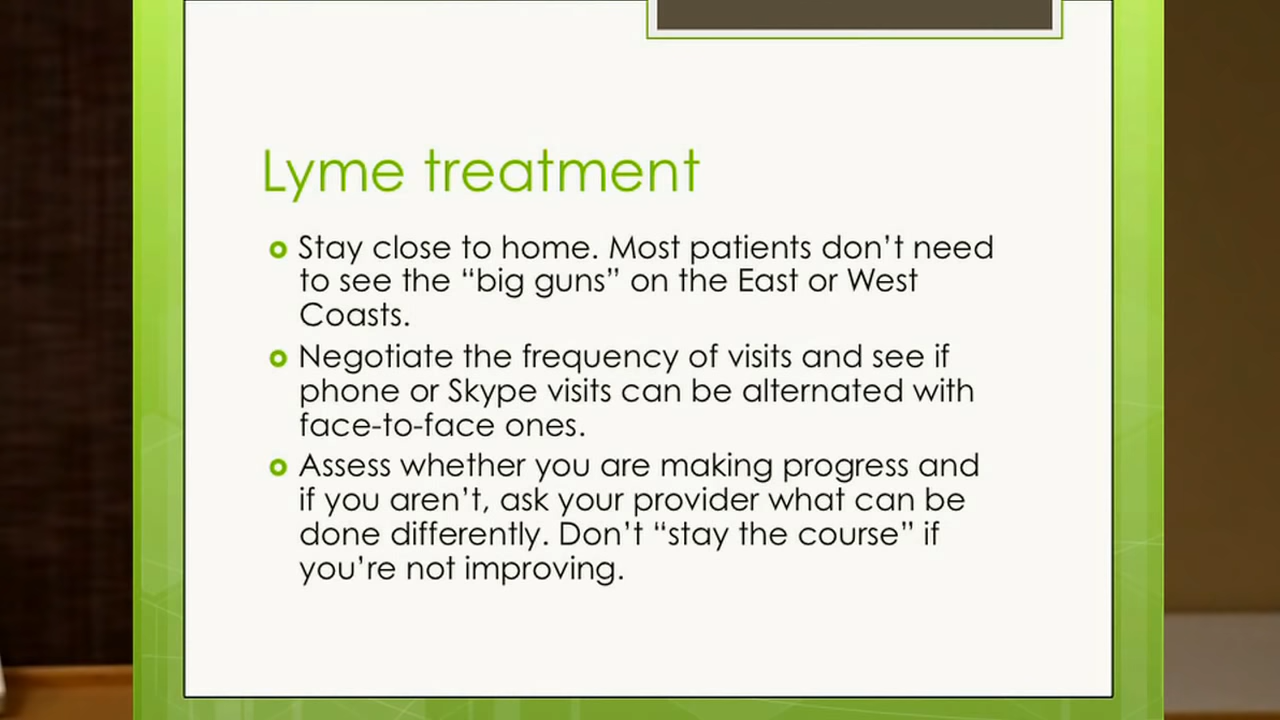 Lyme treatment
Stay close to home. Most patients don’t need
to see the “big guns” on the East or West
Coasts.
Negotiate the frequency of visits and see if
phone or Skype visits can be alternated with
face-to-face ones.
Assess whether you are making progress and
if you aren’t, ask your provider what can be
done differently. Don’t “stay the course” if
you’re not improving.